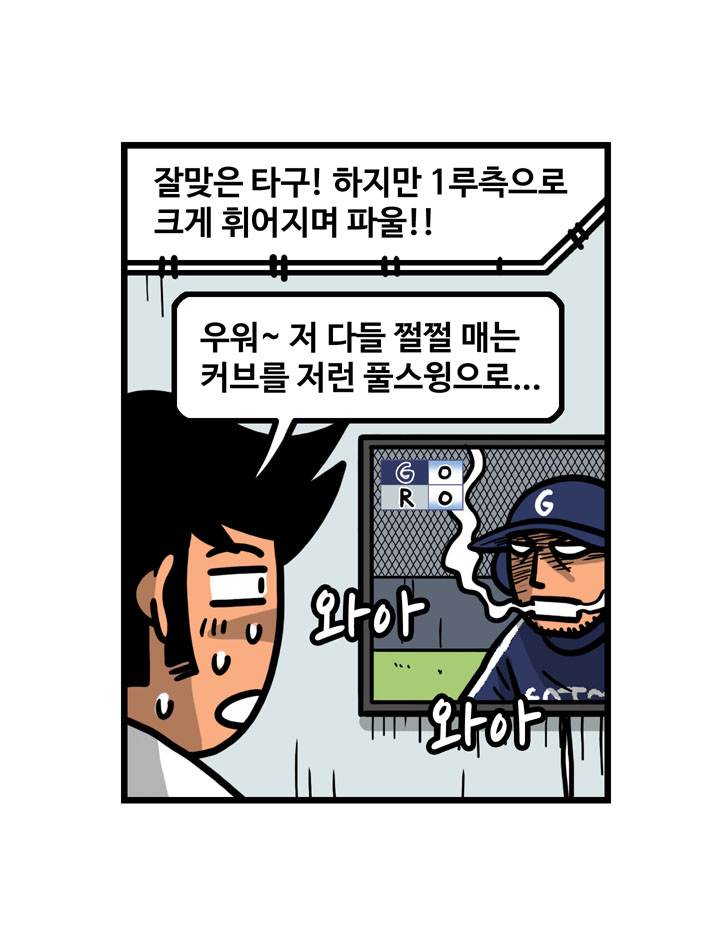 잘맞은 타구! 하지만 1루측으로
크게 휘어지며 파울!!
우워~ 저 다들 쩔쩔 매는
커브를 저런 풀스윙으로...
G 0
R 0
G
와아
와아